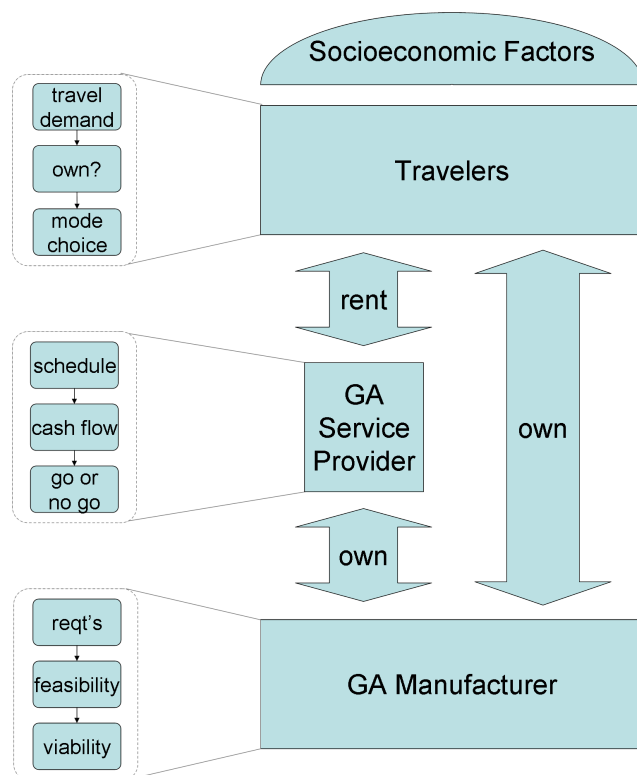 Socioeconomic Factors
travel
demand
own?
mode
choice
Travelers
rent
own
schedule
cash flow
go or
no go
GA
Service
Provider
own
reqt's
feasibility
viability
GA Manufacturer